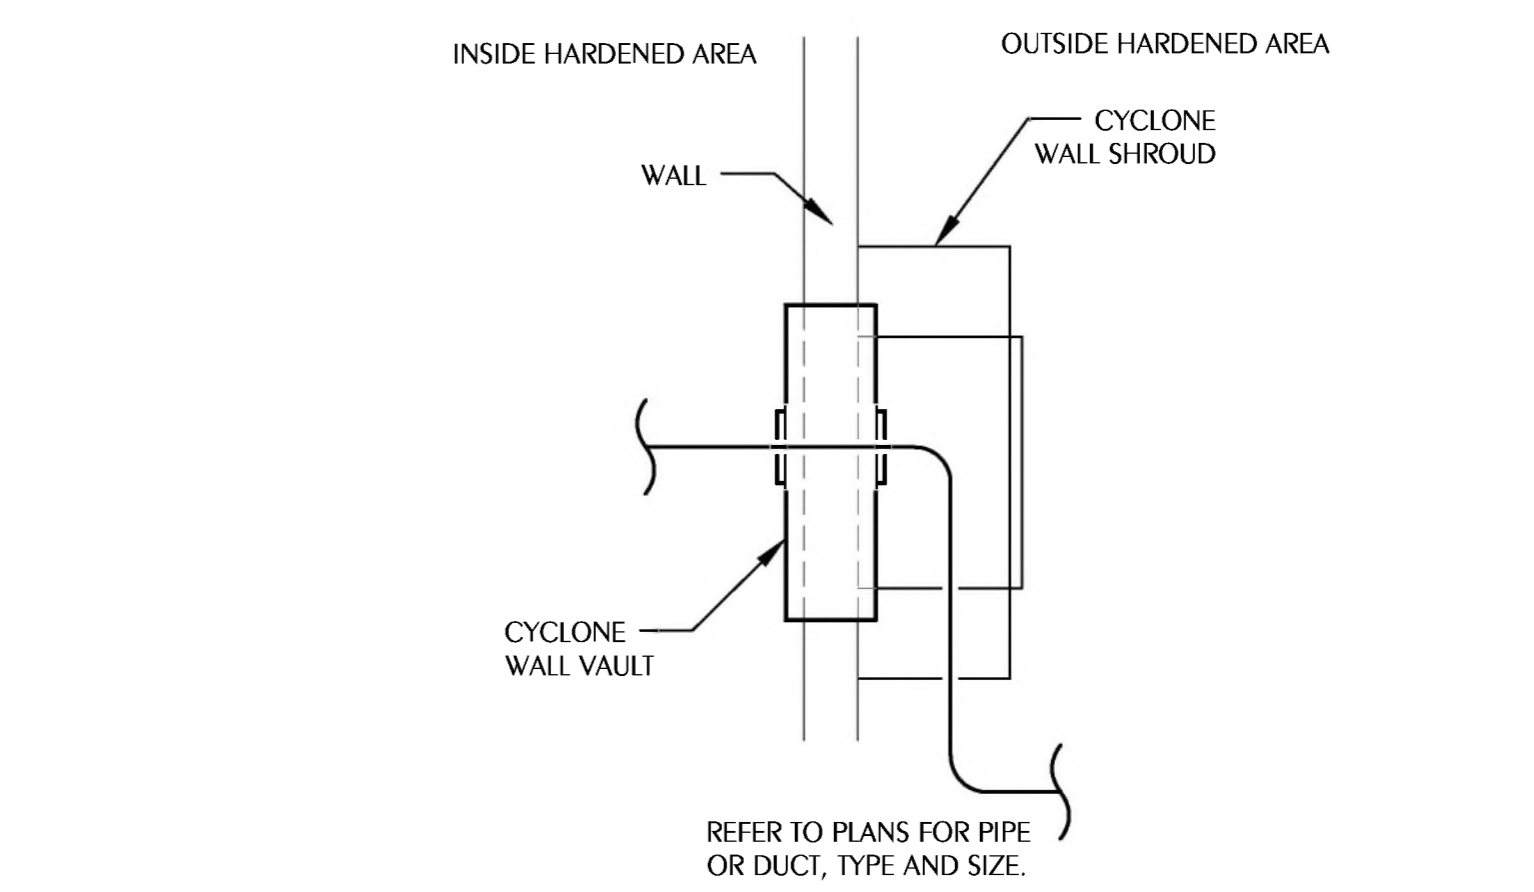 INSIDE HARDENED AREA
OUTSIDE HARDENED AREA
CYCLONE
WALL SHROUD
WALL
CYCLONE
WALL VAULT
REFER TO PLANS FOR PIPE
OR DUCT, TYPE AND SIZE.